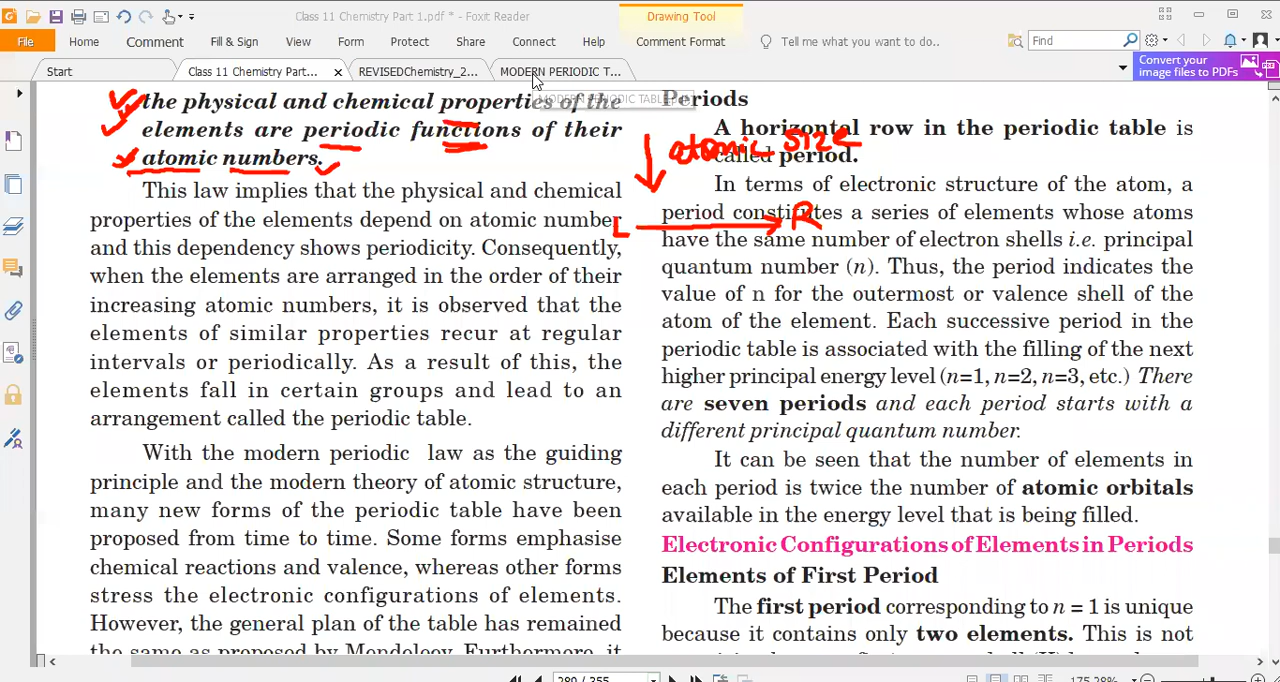 Class 11 Chemistry Part 1.pdf * - Foxit Reader
Drawing Tool
File Home Comment Fill & Sign View Form Protect Share Connect Help Comment Format Tell me what you want to do.. Find
Start Class 11 Chemistry Part... REVISEDChemistry_2... MODERN PERIODIC T... Convert your
image files to PDFs
the physical and chemical properties of the
elements are periodic functions of their
atomic numbers.
This law implies that the physical and chemical
properties of the elements depend on atomic number
and this dependency shows periodicity. Consequently,
when the elements are arranged in the order of their
increasing atomic numbers, it is observed that the
elements of similar properties recur at regular
intervals or periodically. As a result of this, the
elements fall in certain groups and lead to an
arrangement called the periodic table.
With the modern periodic law as the guiding
principle and the modern theory of atomic structure,
many new forms of the periodic table have been
proposed from time to time. Some forms emphasise
chemical reactions and valence, whereas other forms
stress the electronic configurations of elements.
However, the general plan of the table has remained
the same as proposed by Mendeleev. Furthermore, it
Periods
A horizontal row in the periodic table is
called period.
atomic size
In terms of electronic structure of the atom, a
period constitutes a series of elements whose atoms
L R
have the same number of electron shells i.e. principal
quantum number (n). Thus, the period indicates the
value of n for the outermost or valence shell of the
atom of the element. Each successive period in the
periodic table is associated with the filling of the next
higher principal energy level (n=1, n=2, n=3, etc.) There
are seven periods and each period starts with a
different principal quantum number.
It can be seen that the number of elements in
each period is twice the number of atomic orbitals
available in the energy level that is being filled.
Electronic Configurations of Elements in Periods
Elements of First Period
The first period corresponding to n = 1 is unique
because it contains only two elements. This is not
280 / 355 175.28%